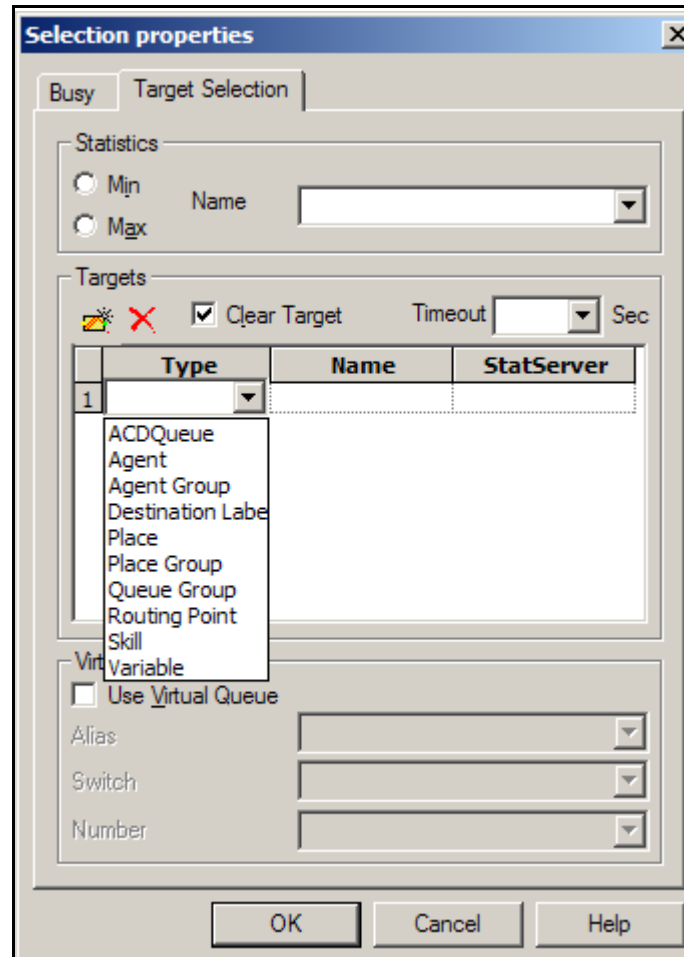 Selection properties
Busy Target Selection
Statistics
Min
Name
Max
Targets
Clear Target Timeout Sec
Type Name StatServer
1
ACDQueue
Agent
Agent Group
Destination Labe
Place
Place Group
Queue Group
Routing Point
Skill
Variable
Virt
Use Virtual Queue
Alias
Switch
Number
OK Cancel Help